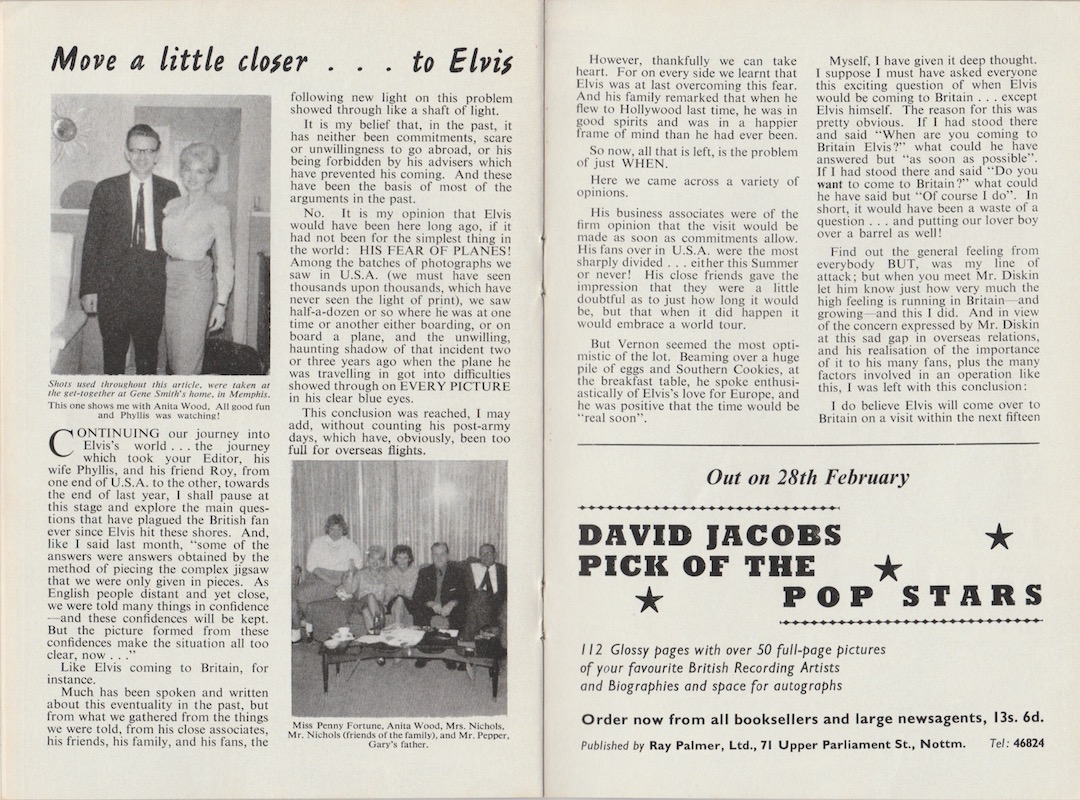 Move a little closer . . . to Elvis
Shots used throughout this article, were taken at
the get-together at Gene Smith's home, in Memphis.
This one shows me with Anita Wood, All good fun
and Phyllis was watching!
CONTINUING our journey into
Elvis's world . . . the journey
which took your Editor, his
wife Phyllis, and his friend Roy, from
one end of U.S.A. to the other, towards
the end of last year, I shall pause at
this stage and explore the main ques-
tions that have plagued the British fan
ever since Elvis hit these shores. And,
like I said last month, "some of the
answers were answers obtained by the
method of piecing the complex jigsaw
that we were only given in pieces. As
English people distant and yet close,
we were told many things in confidence
—and these confidences will be kept.
But the picture formed from these
confidences make the situation all too
clear, now . . ."
Like Elvis coming to Britain, for
instance.
Much has been spoken and written
about this eventuality in the past, but
from what we gathered from the things
we were told, from his close associates,
his friends, his family, and his fans, the
following new light on this problem
showed through like a shaft of light.
It is my belief that, in the past, it
has neither been commitments, scare
or unwillingness to go abroad, or his
being forbidden by his advisers which
have prevented his coming. And these
have been the basis of most of the
arguments in the past.
No. It is my opinion that Elvis
would have been here long ago, if it
had not been for the simplest thing in
the world: HIS FEAR OF PLANES!
Among the batches of photographs we
saw in U.S.A. (we must have seen
thousands upon thousands, which have
never seen the light of print), we saw
half-a-dozen or so where he was at one
time or another either boarding, or on
board a plane, and the unwilling,
haunting shadow of that incident two
or three years ago when the plane he
was travelling in got into difficulties
showed through on EVERY PICTURE
in his clear blue eyes.
This conclusion was reached, I may
add, without counting his post-army
days, which have, obviously, been too
full for overseas flights.
Miss Penny Fortune, Anita Wood, Mrs. Nichols,
Mr. Nichols (friends of the family), and Mr. Pepper,
Gary's father.
However, thankfully we can take
heart. For on every side we learnt that
Elvis was at last overcoming this fear.
And his family remarked that when he
flew to Hollywood last time, he was in
good spirits and was in a happier
frame of mind than he had ever been.
So now, all that is left, is the problem
of just WHEN.
Here we came across a variety of
opinions.
His business associates were of the
firm opinion that the visit would be
made as soon as commitments allow.
His fans over in U.S.A. were the most
sharply divided . . . either this Summer
or never! His close friends gave the
impression that they were a little
doubtful as to just how long it would
be, but that when it did happen it
would embrace a world tour.
But Vernon seemed the most opti-
mistic of the lot. Beaming over a huge
pile of eggs and Southern Cookies, at
the breakfast table, he spoke enthusi-
astically of Elvis's love for Europe, and
he was positive that the time would be
"real soon".
Myself, I have given it deep thought.
I suppose I must have asked everyone
this exciting question of when Elvis
would be coming to Britain . . . except
Elvis himself. The reason for this was
pretty obvious. If I had stood there
and said "When are you coming to
Britain Elvis?" what could he have
answered but "as soon as possible".
If I had stood there and said "Do you
want to come to Britain?" what could
he have said but "Of course I do". In
short, it would have been a waste of a
question . . . and putting our lover boy
over a barrel as well!
Find out the general feeling from
everybody BUT, was my line of
attack; but when you meet Mr. Diskin
let him know just how very much the
high feeling is running in Britain—and
growing—and this I did. And in view
of the concern expressed by Mr. Diskin
at this sad gap in overseas relations,
and his realisation of the importance
of it to his many fans, plus the many
factors involved in an operation like
this, I was left with this conclusion:
I do believe Elvis will come over to
Britain on a visit within the next fifteen
Out on 28th February
DAVID JACOBS
PICK OF THE
POP STARS
112 Glossy pages with over 50 full-page pictures
of your favourite British Recording Artists
and Biographies and space for autographs
Order now from all booksellers and large newsagents, 13s. 6d.
Published by Ray Palmer, Ltd., 71 Upper Parliament St., Nottm. Tel: 46824